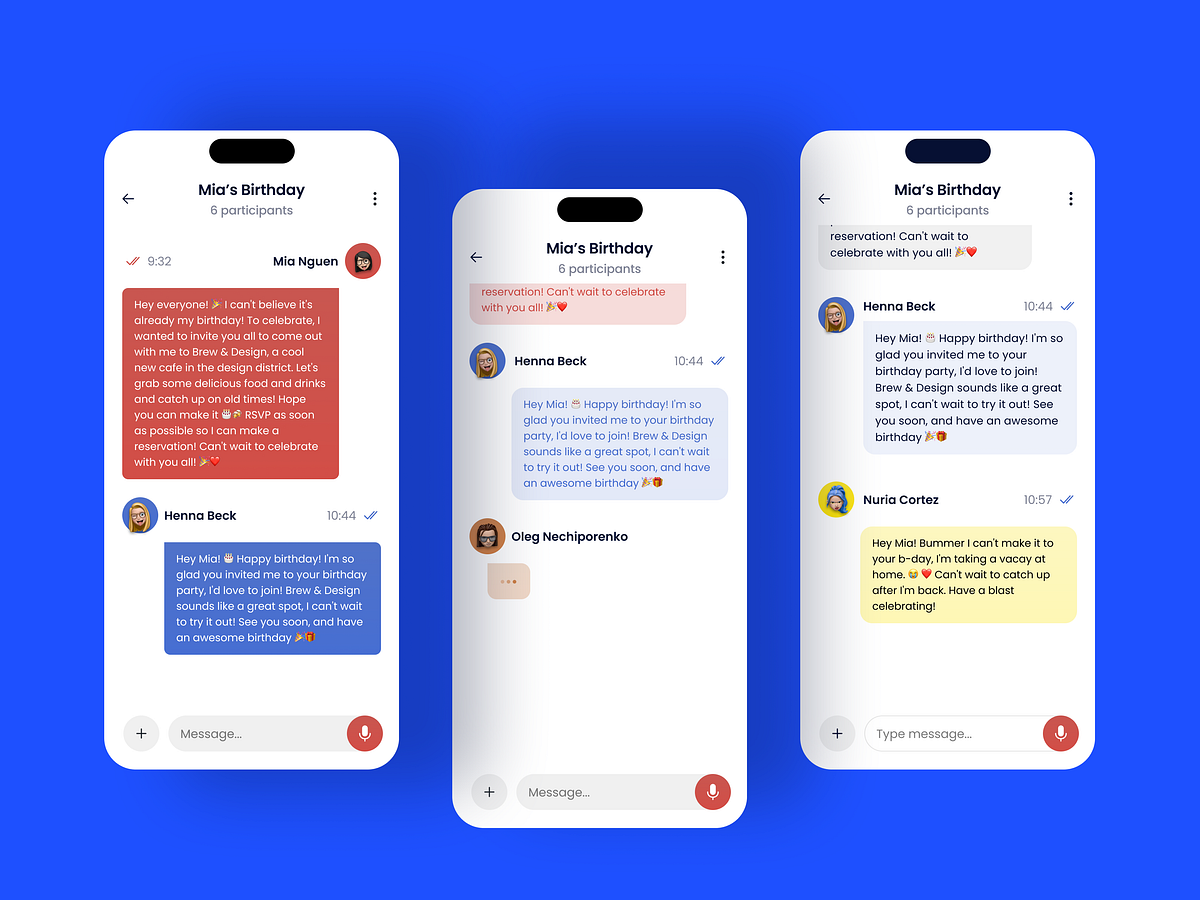 Mia's Birthday
6 participants
9:32
Mia Nguen
Hey everyone! 🎉 I can't believe it's
already my birthday! To celebrate, I
wanted to invite you all to come out
with me to Brew & Design, a cool
new cafe in the design district. Let's
grab some delicious food and drinks
and catch up on old times! Hope
you can make it 🎂🥂 RSVP as soon
as possible so I can make a
reservation! Can't wait to celebrate
with you all! 🎉❤️
Henna Beck
10:44
Hey Mia! 🎂 Happy birthday! I'm so
glad you invited me to your birthday
party, I'd love to join! Brew & Design
sounds like a great spot, I can't wait
to try it out! See you soon, and have
an awesome birthday 🎉🎁
Message...
Mia's Birthday
6 participants
reservation! Can't wait to celebrate
with you all! 🎉❤️
Henna Beck
10:44
Hey Mia! 🎂 Happy birthday! I'm so
glad you invited me to your birthday
party, I'd love to join! Brew & Design
sounds like a great spot, I can't wait
to try it out! See you soon, and have
an awesome birthday 🎉🎁
Oleg Nechiporenko
Message...
Mia's Birthday
6 participants
reservation! Can't wait to
celebrate with you all! 🎉❤️
Henna Beck
10:44
Hey Mia! 🎂 Happy birthday! I'm so
glad you invited me to your
birthday party, I'd love to join!
Brew & Design sounds like a great
spot, I can't wait to try it out! See
you soon, and have an awesome
birthday 🎉🎁
Nuria Cortez
10:57
Hey Mia! Bummer I can't make it to
your b-day, I'm taking a vacay at
home. 😭 ❤️ Can't wait to catch up
after I'm back. Have a blast
celebrating!
Type message...